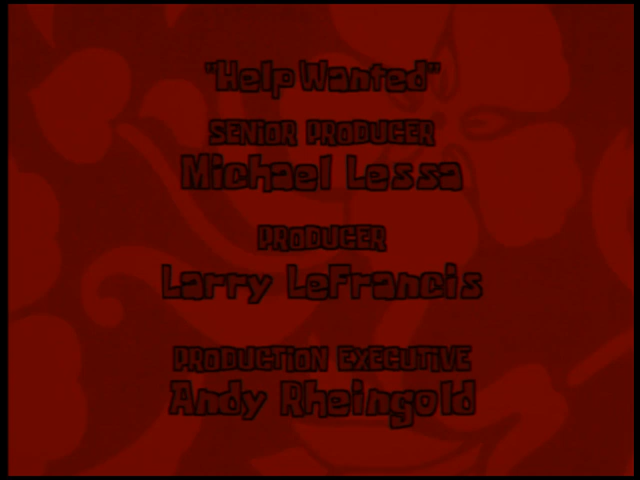 "Help Wanted"
SENIOR PRODUCER
Michael Lessa
PRODUCER
Larry LeFrancis
PRODUCTION EXECUTIVE
Andy Rheingold